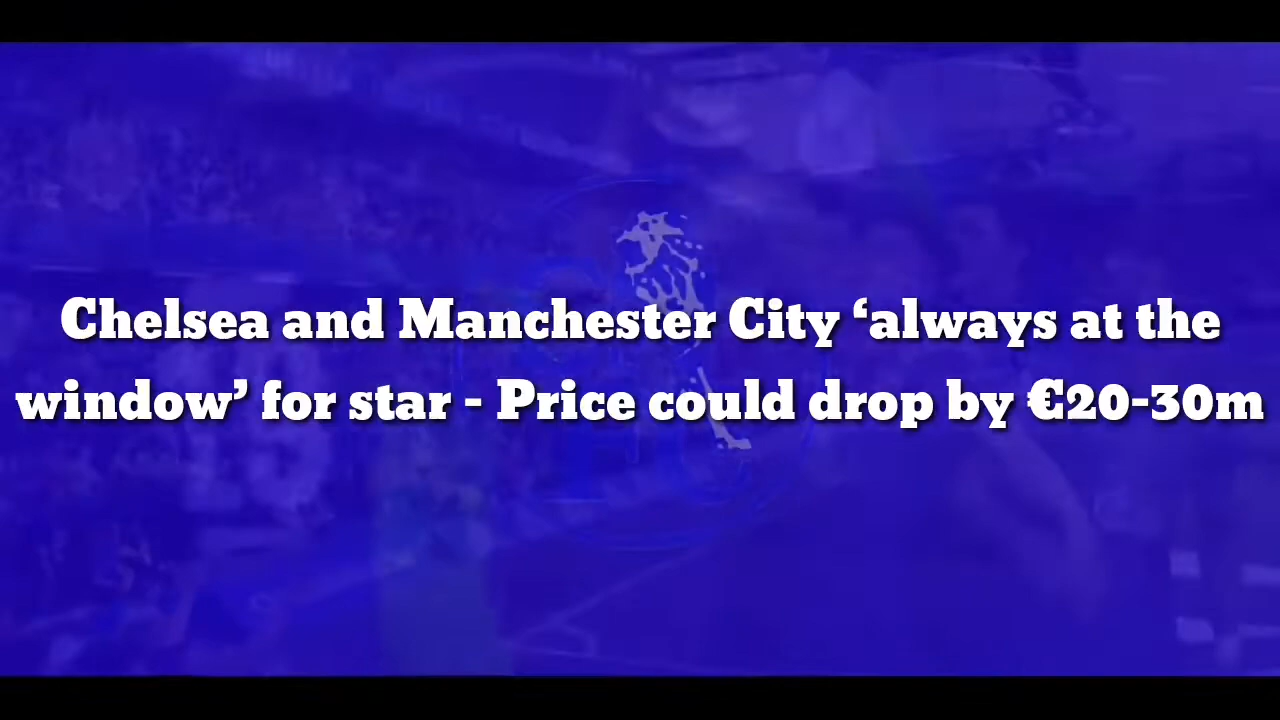 Chelsea and Manchester City ‘always at the
window’ for star - Price could drop by €20-30m